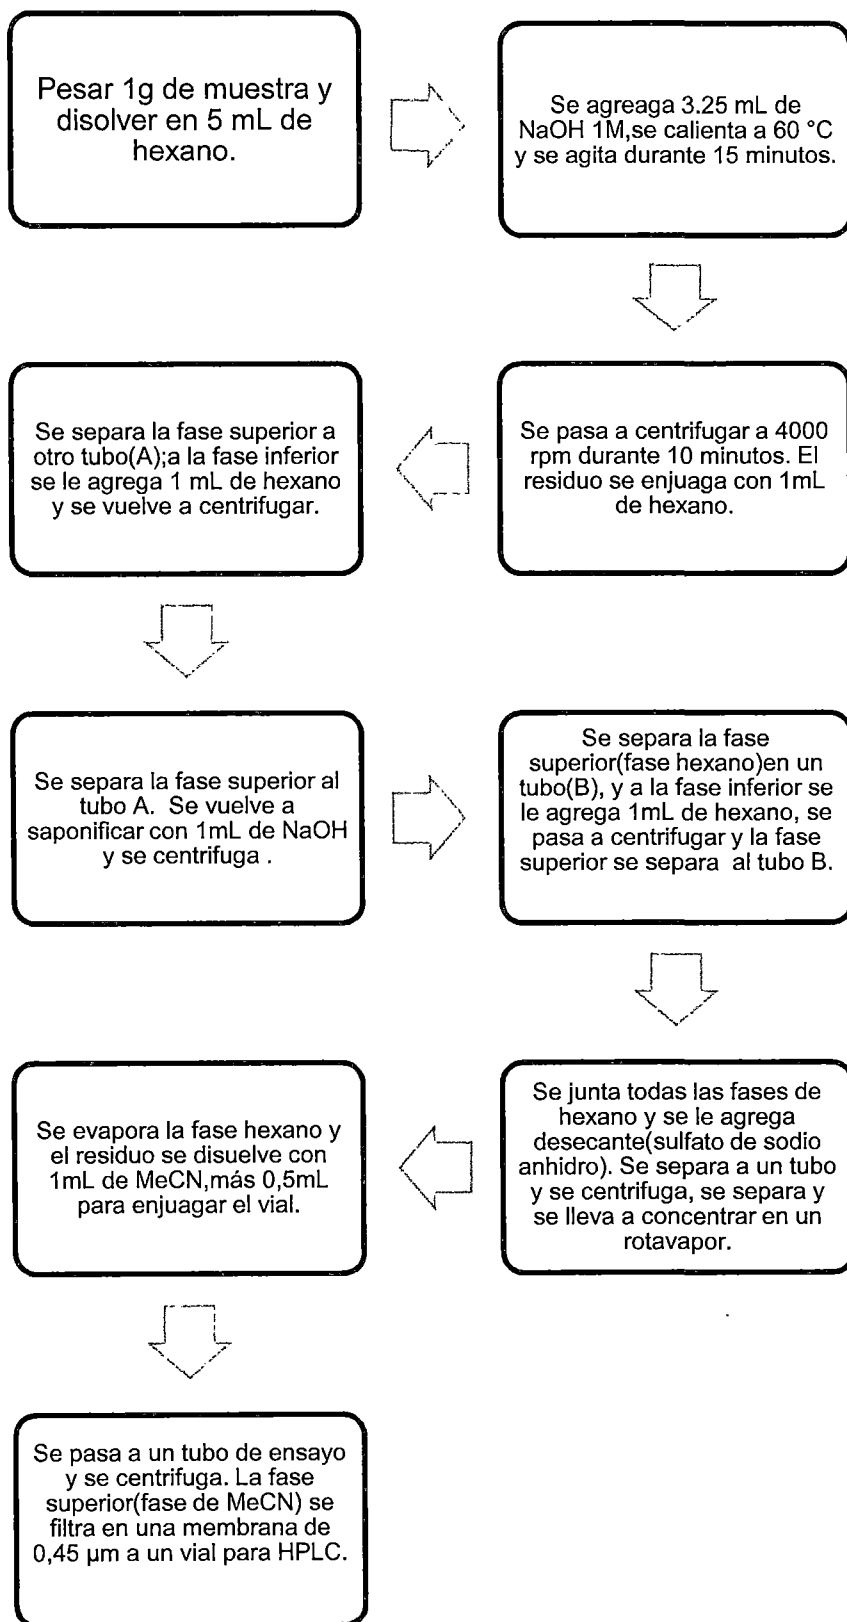 Pesar 1g de muestra y
disolver en 5 mL de
hexano.
Se agreaga 3.25 mL de
NaOH 1M,se calienta a 60 °C
y se agita durante 15 minutos.
Se pasa a centrifugar a 4000
rpm durante 10 minutos. El
residuo se enjuaga con 1mL
de hexano.
Se separa la fase superior a
otro tubo(A);a la fase inferior
se le agrega 1 mL de hexano
y se vuelve a centrifugar.
Se separa la fase superior al
tubo A. Se vuelve a
saponificar con 1mL de NaOH
y se centrifuga .
Se separa la fase
superior(fase hexano)en un
tubo(B), y a la fase inferior se
le agrega 1mL de hexano, se
pasa a centrifugar y la fase
superior se separa al tubo B.
Se junta todas las fases de
hexano y se le agrega
desecante(sulfato de sodio
anhidro). Se separa a un tubo
y se centrifuga, se separa y
se lleva a concentrar en un
rotavapor.
Se evapora la fase hexano y
el residuo se disuelve con
1mL de MeCN,más 0,5mL
para enjuagar el vial.
Se pasa a un tubo de ensayo
y se centrifuga. La fase
superior(fase de MeCN) se
filtra en una membrana de
0,45 µm a un vial para HPLC.